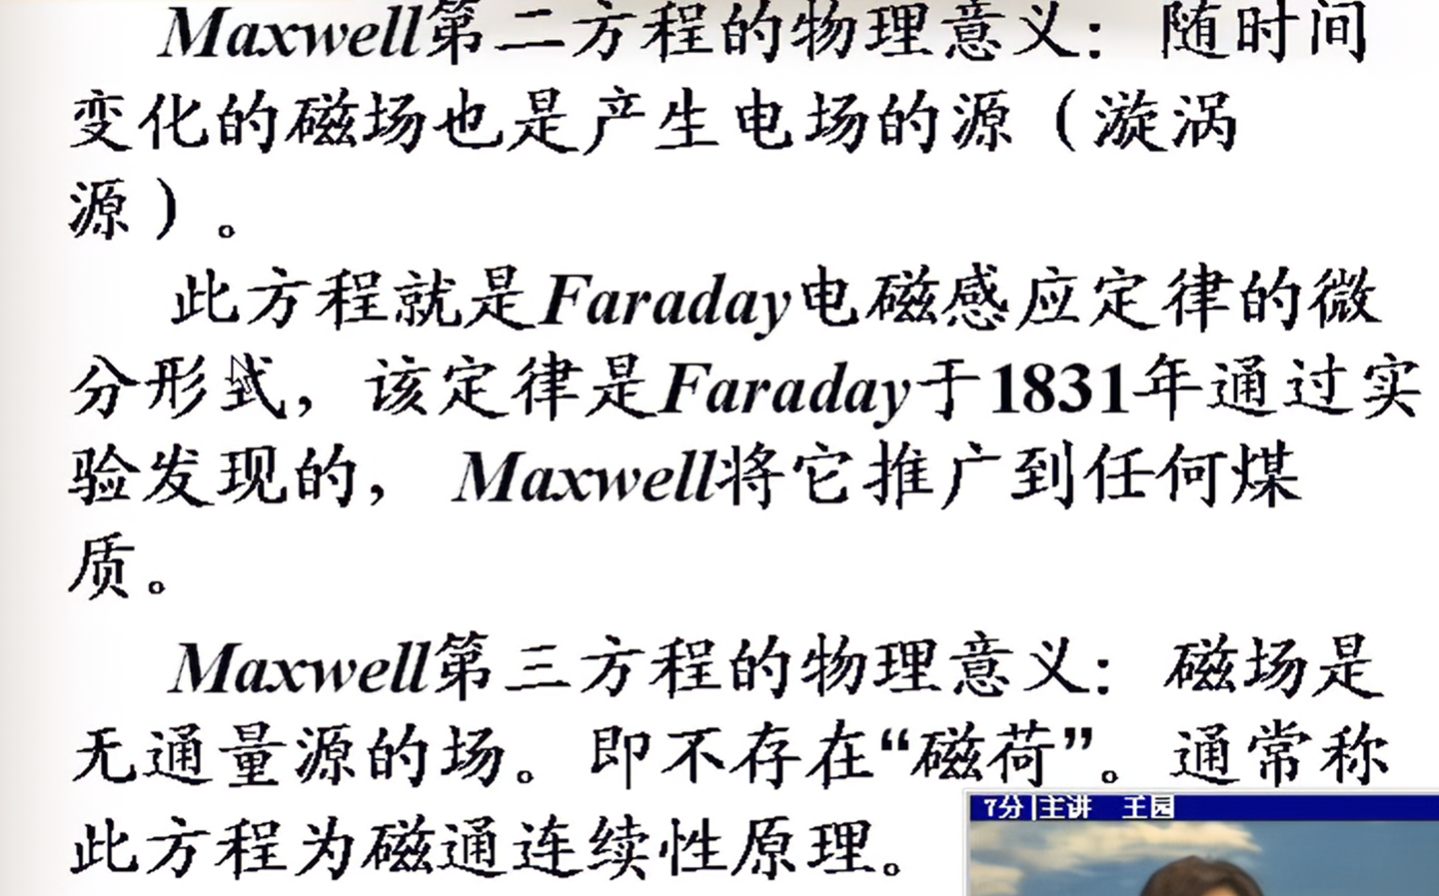 Maxwell第二方程的物理意义：随时间
变化的磁场也是产生电场的源（漩涡
源）。
此方程就是Faraday电磁感应定律的微
分形式，该定律是Faraday于1831年通过实
验发现的， Maxwell将它推广到任何煤
质。
Maxwell第三方程的物理意义：磁场是
无通量源的场。即不存在“磁荷”。通常称
此方程为磁通连续性原理。
7分|主讲 王园